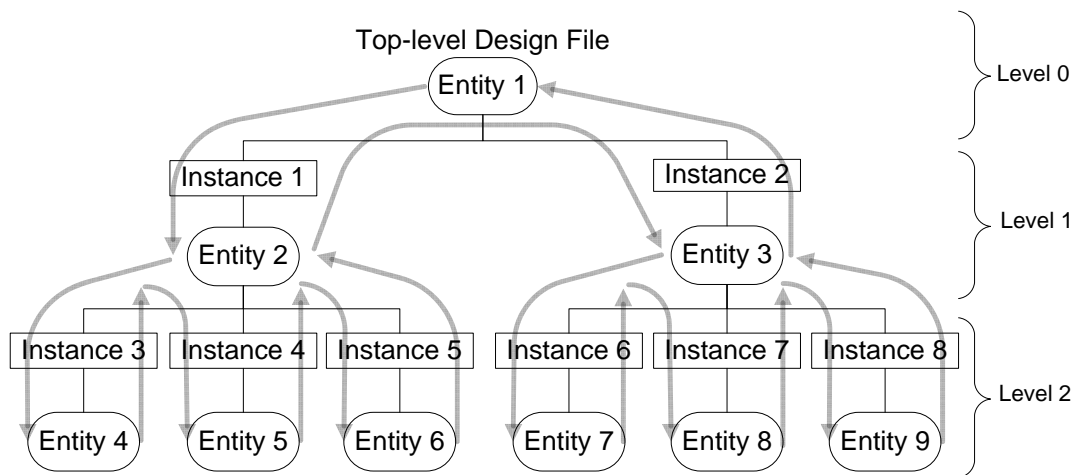 Top-level Design File
Entity 1
Level 0
Instance 1
Instance 2
Entity 2
Entity 3
Level 1
Instance 3
Instance 4
Instance 5
Instance 6
Instance 7
Instance 8
Entity 4
Entity 5
Entity 6
Entity 7
Entity 8
Entity 9
Level 2